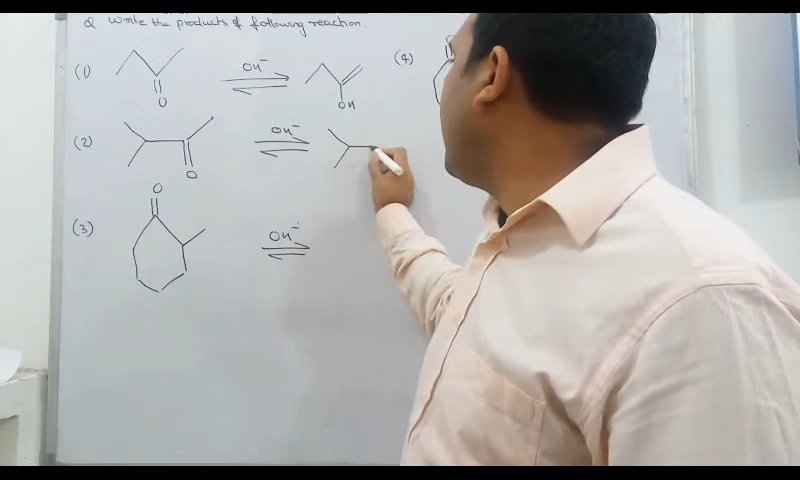 Q Write the products of following reaction.
(1) O OH⁻ OH
(2) O OH⁻
(3) O OH⁻
(4)